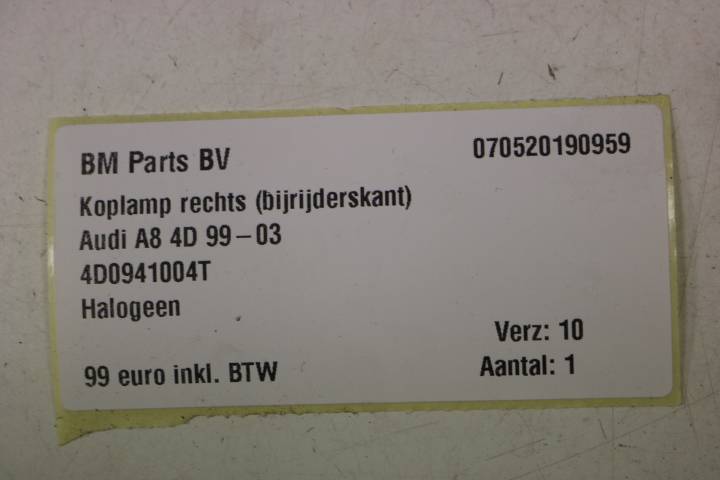 BM Parts BV 070520190959
Koplamp rechts (bijrijderskant)
Audi A8 4D 99-03
4D0941004T
Halogeen
Verz: 10
99 euro inkl. BTW Aantal: 1